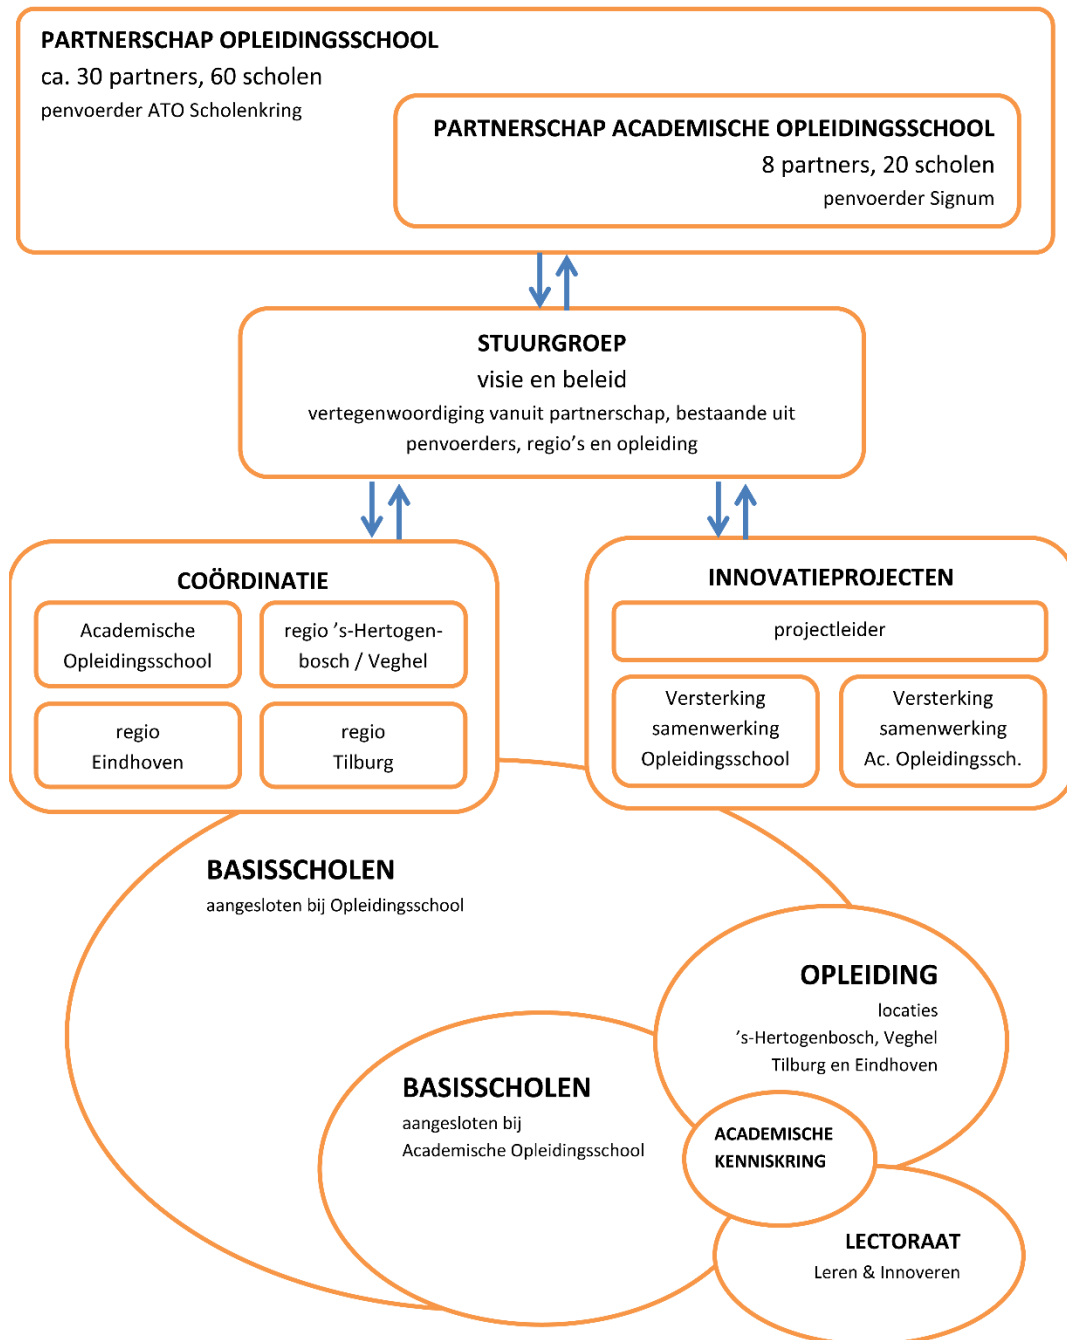 PARTNERSCHAP OPLEIDINGSSCHOOL
ca. 30 partners, 60 scholen
penvoerder ATO Scholenkring
PARTNERSCHAP ACADEMISCHE OPLEIDINGSSCHOOL
8 partners, 20 scholen
penvoerder Signum
STUURGROEP
visie en beleid
vertegenwoordiging vanuit partnerschap, bestaande uit
penvoerders, regio’s en opleiding
COÖRDINATIE
Academische
Opleidingsschool
regio ’s-Hertogen-
bosch / Veghel
regio
Eindhoven
regio
Tilburg
INNOVATIEPROJECTEN
projectleider
Versterking
samenwerking
Opleidingsschool
Versterking
samenwerking
Ac. Opleidingssch.
BASISSCHOLEN
aangesloten bij Opleidingsschool
OPLEIDING
locaties
’s-Hertogenbosch, Veghel
Tilburg en Eindhoven
BASISSCHOLEN
aangesloten bij
Academische Opleidingsschool
ACADEMISCHE
KENNISKRING
LECTORAAT
Leren & Innoveren